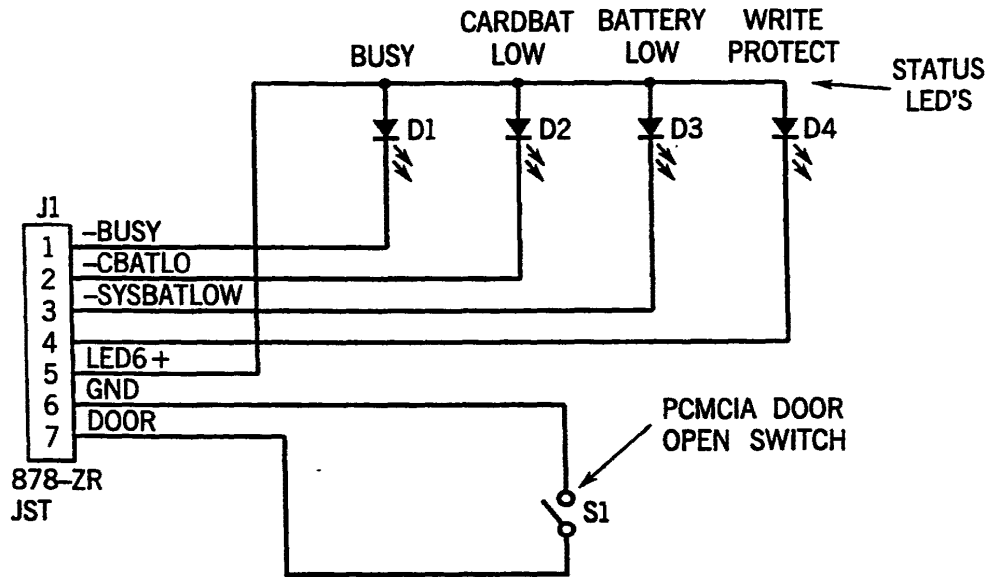 BUSY
CARDBAT LOW
BATTERY LOW
WRITE PROTECT
STATUS LED'S
D1
D2
D3
D4
J1
1 –BUSY
2 –CBATLO
3 –SYSBATLOW
4
5 LED6+
6 GND
7 DOOR
878–ZR
JST
PCMCIA DOOR
OPEN SWITCH
S1